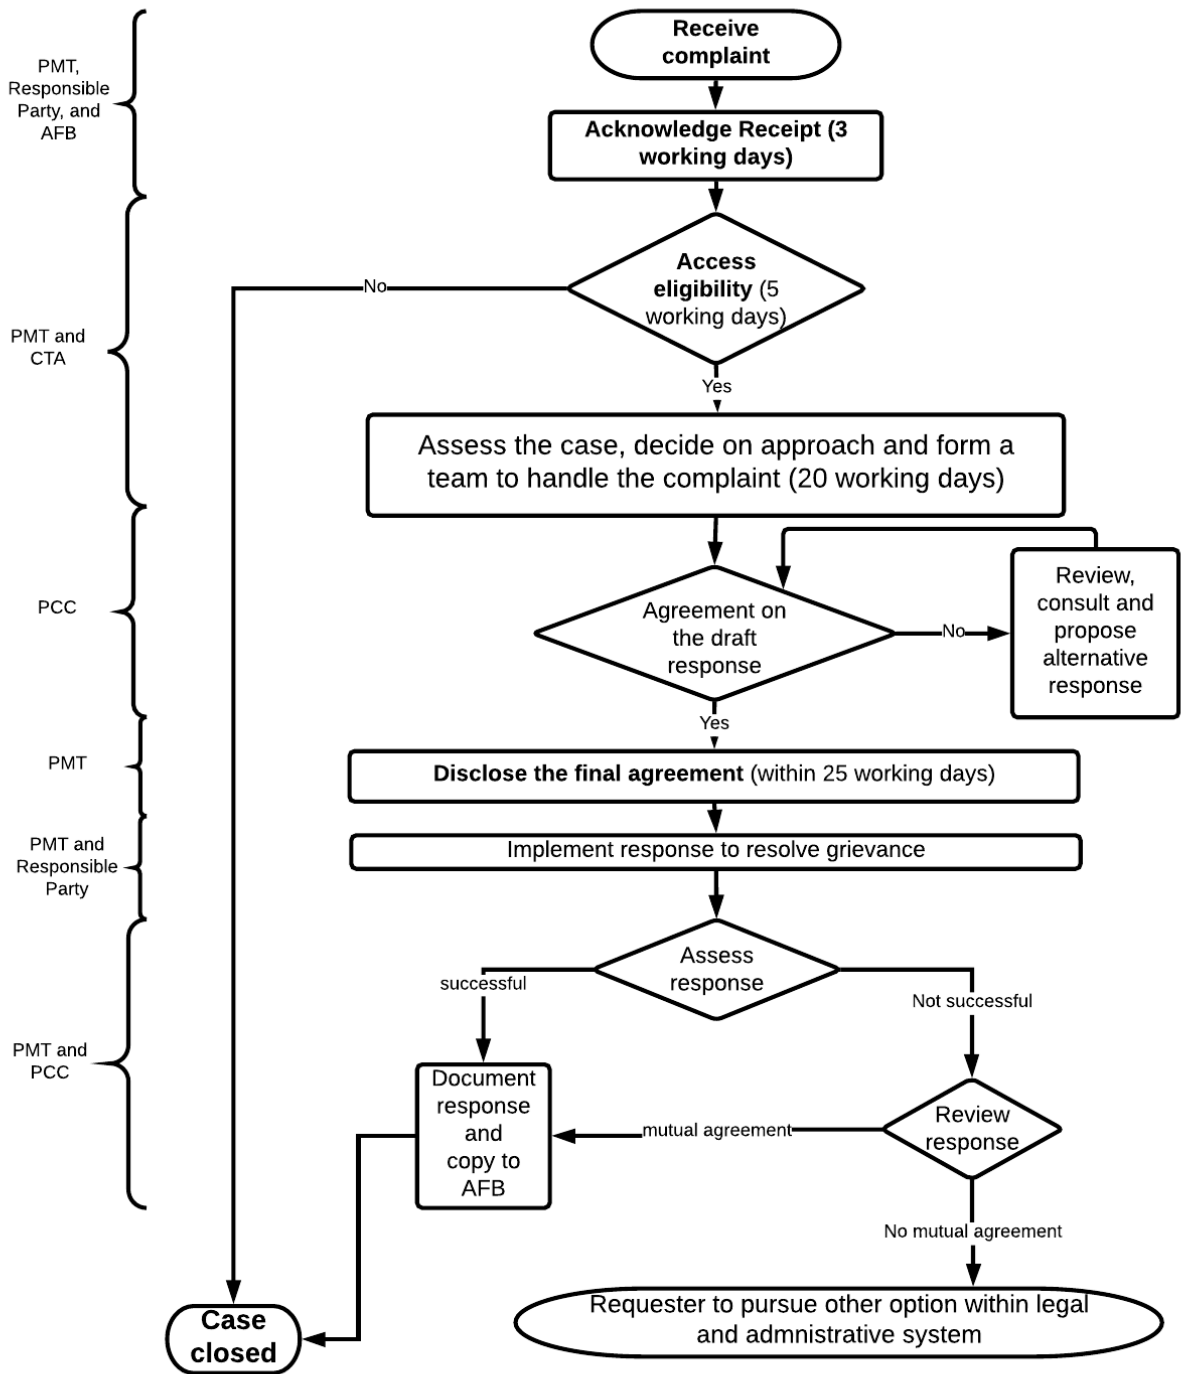 Receive
complaint
PMT,
Responsible
Party, and
AFB
Acknowledge Receipt (3
working days)
Access
eligibility (5
working days)
No
PMT and
CTA
Yes
Assess the case, decide on approach and form a
team to handle the complaint (20 working days)
PCC
Agreement on
the draft
response
No
Review,
consult and
propose
alternative
response
Yes
PMT
Disclose the final agreement (within 25 working days)
PMT and
Responsible
Party
Implement response to resolve grievance
Assess
response
successful
Not successful
PMT and
PCC
Document
response
and
copy to
AFB
mutual agreement
Review
response
No mutual agreement
Case
closed
Requester to pursue other option within legal
and admnistrative system